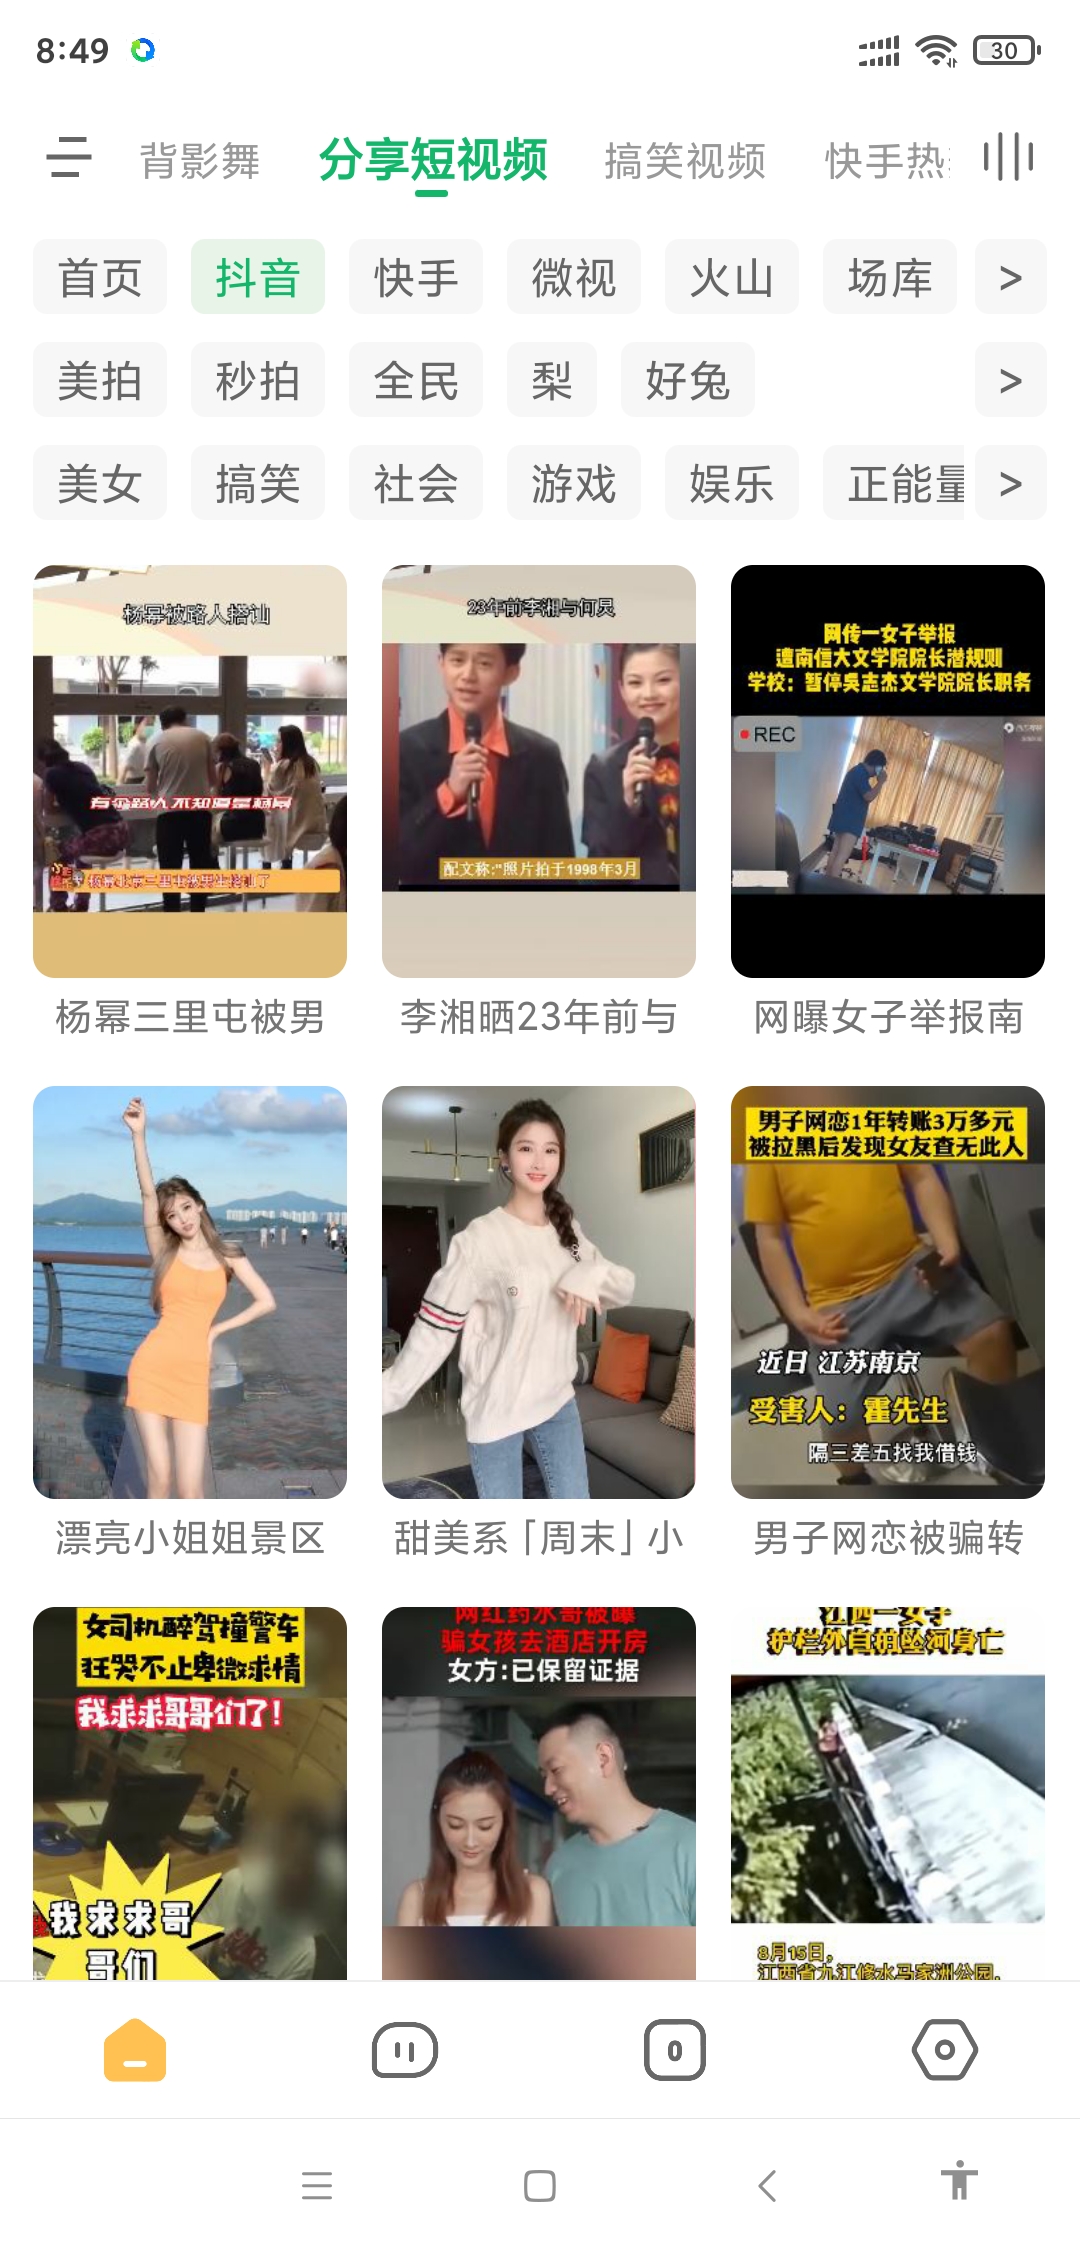 8:49
30
背影舞
分享短视频
搞笑视频
快手热
首页
抖音
快手
微视
火山
场库
>
美拍
秒拍
全民
梨
好兔
>
美女
搞笑
社会
游戏
娱乐
正能量
>
杨幂被路人搭讪
杨幂北京三里屯被男生搭讪了
23年前李湘与何炅
配文称:"照片拍于1998年3月
网传一女子举报
遭南信大文学院院长潜规则
学校：暂停吴志杰文学院院长职务
REC
杨幂三里屯被男
李湘晒23年前与
网曝女子举报南
男子网恋1年转账3万多元
被拉黑后发现女友查无此人
近日 江苏南京
受害人：霍先生
隔三差五找我借钱
漂亮小姐姐景区
甜美系「周末」小
男子网恋被骗转
女司机醉驾撞警车
狂哭不止卑微求情
我求求哥哥们了！
我求求哥
哥们
网红药水哥被曝
骗女孩去酒店开房
女方:已保留证据
江西一女子
护栏外自拍坠河身亡
8月15日，
江西省九江修水马家洲公园，
0